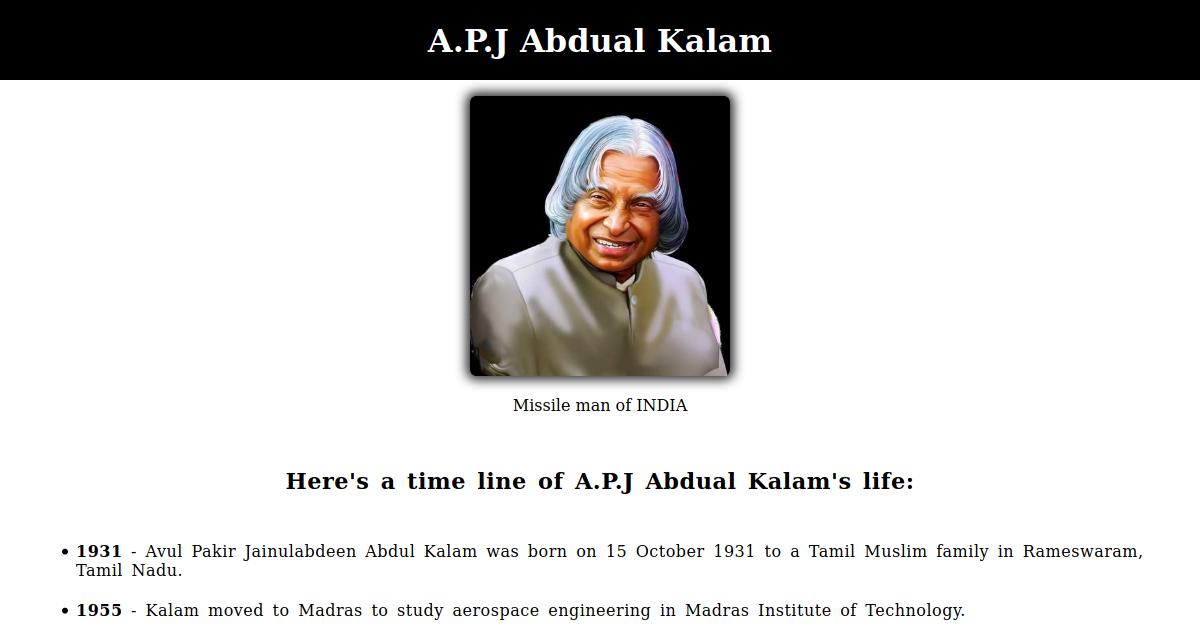 A.P.J Abdual Kalam
Missile man of INDIA
Here's a time line of A.P.J Abdual Kalam's life:
• 1931 - Avul Pakir Jainulabdeen Abdul Kalam was born on 15 October 1931 to a Tamil Muslim family in Rameswaram,
Tamil Nadu.
• 1955 - Kalam moved to Madras to study aerospace engineering in Madras Institute of Technology.